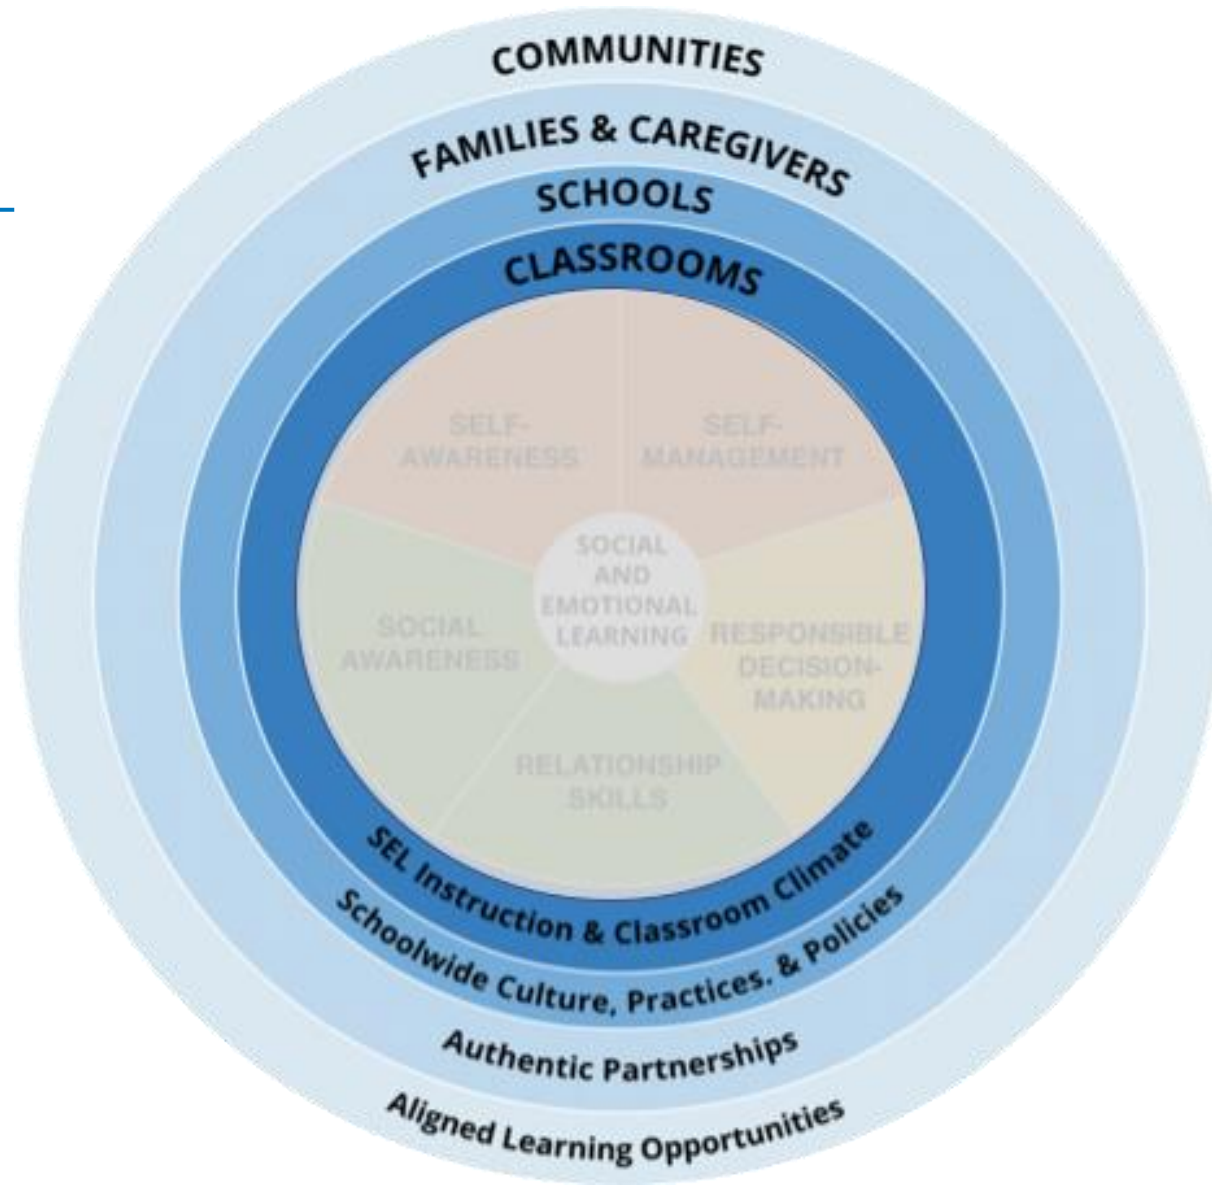 COMMUNITIES
FAMILIES & CAREGIVERS
SCHOOLS
CLASSROOMS
SELF-
AWARENESS
SELF-
MANAGEMENT
SOCIAL
AND
EMOTIONAL
LEARNING
SOCIAL
AWARENESS
RESPONSIBLE
DECISION-
MAKING
RELATIONSHIP
SKILLS
SEL Instruction & Classroom Climate
Schoolwide Culture, Practices. & Policies
Authentic Partnerships
Aligned Learning Opportunities